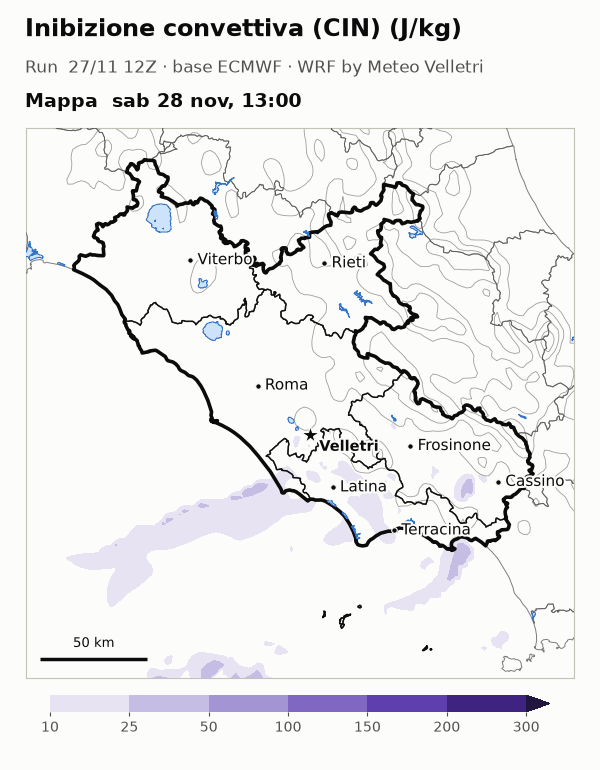 Inibizione convettiva (CIN) (J/kg)
Run  27/11 12Z · base ECMWF · WRF by Meteo Velletri
Mappa  sab 28 nov, 13:00
Viterbo
Rieti
Roma
Velletri
Frosinone
Cassino
Latina
Terracina
50 km
10 25 50 100 150 200 300